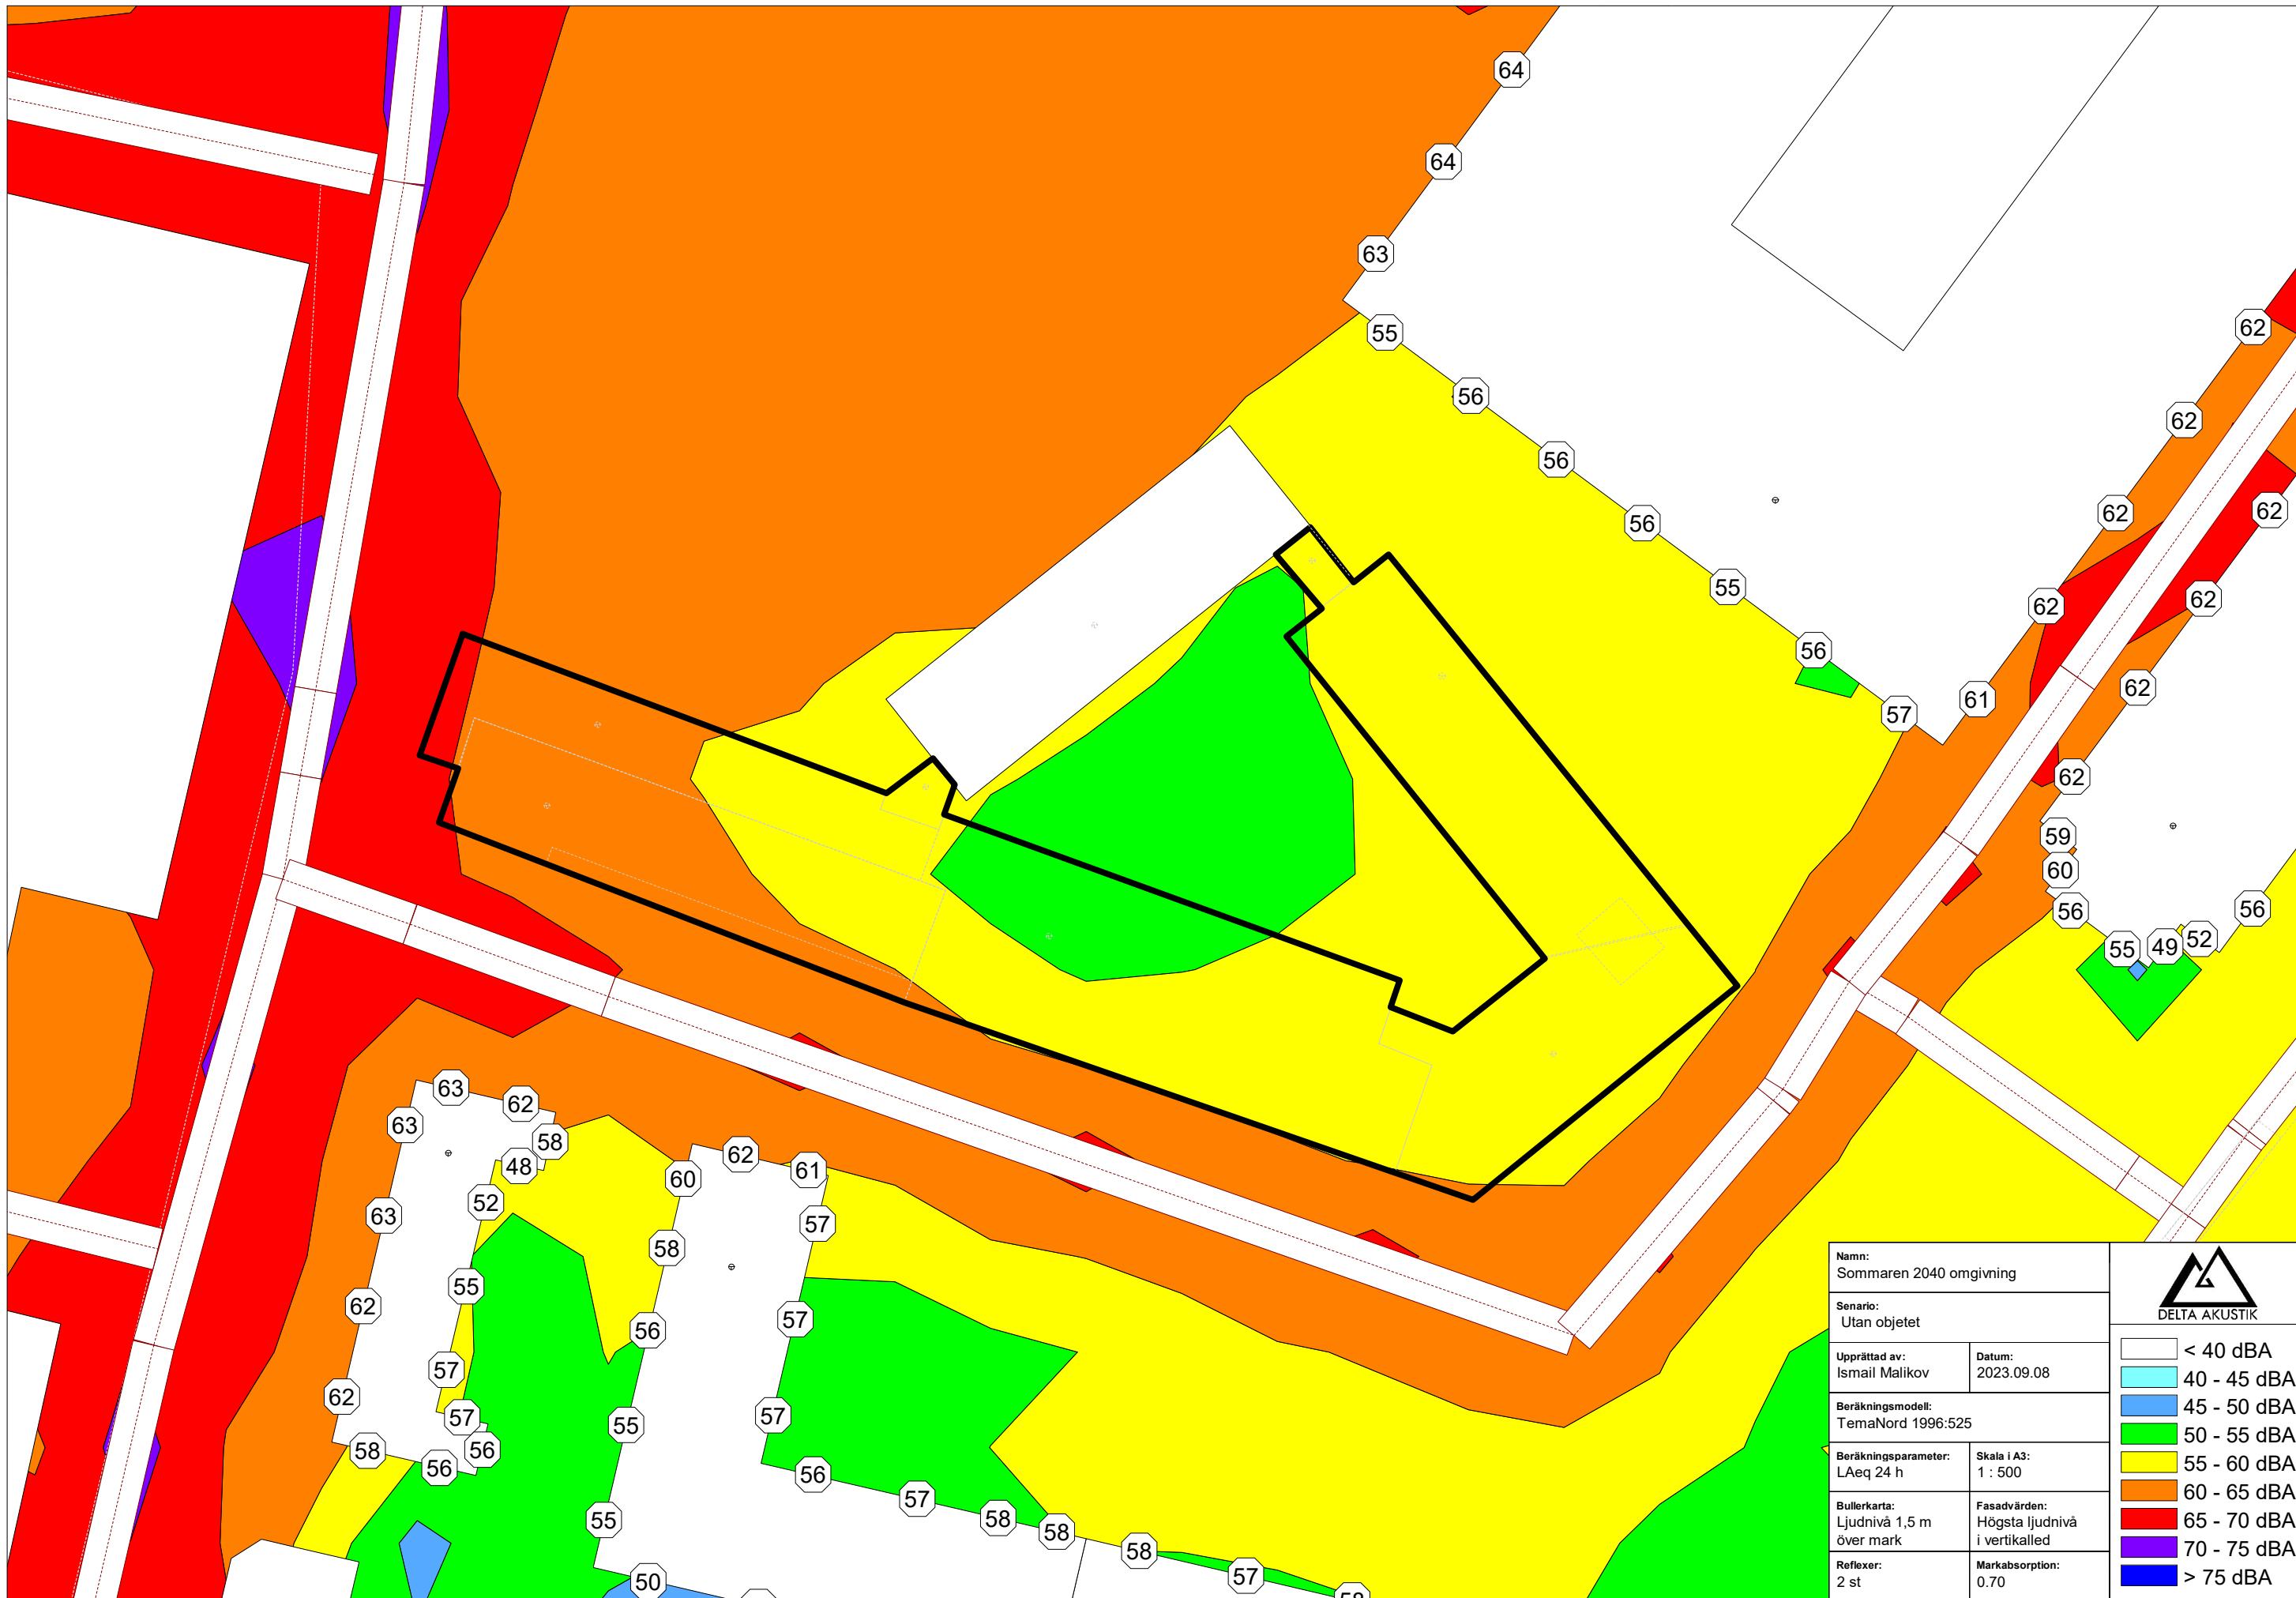 64
64
63
55
62
56
62
56
62
62
56
55
62
62
56
62
61
57
62
59
60
56
56
52
49
55
63
62
63
58
62
61
48
60
52
63
57
58
55
62
57
56
57
62
57
57
55
58
56
56
56
57
58
58
55
58
57
50
58
Namn:
Sommaren 2040 omgivning
Senario:
Utan objetet
Upprättad av:
Ismail Malikov
Datum:
2023.09.08
Beräkningsmodell:
TemaNord 1996:525
Beräkningsparameter:
LAeq 24 h
Skala i A3:
1 : 500
Bullerkarta:
Ljudnivå 1,5 m
över mark
Fasadvärden:
Högsta ljudnivå
i vertikalled
Reflexer:
2 st
Markabsorption:
0.70
DELTA AKUSTIK
< 40 dBA
40 - 45 dBA
45 - 50 dBA
50 - 55 dBA
55 - 60 dBA
60 - 65 dBA
65 - 70 dBA
70 - 75 dBA
> 75 dBA